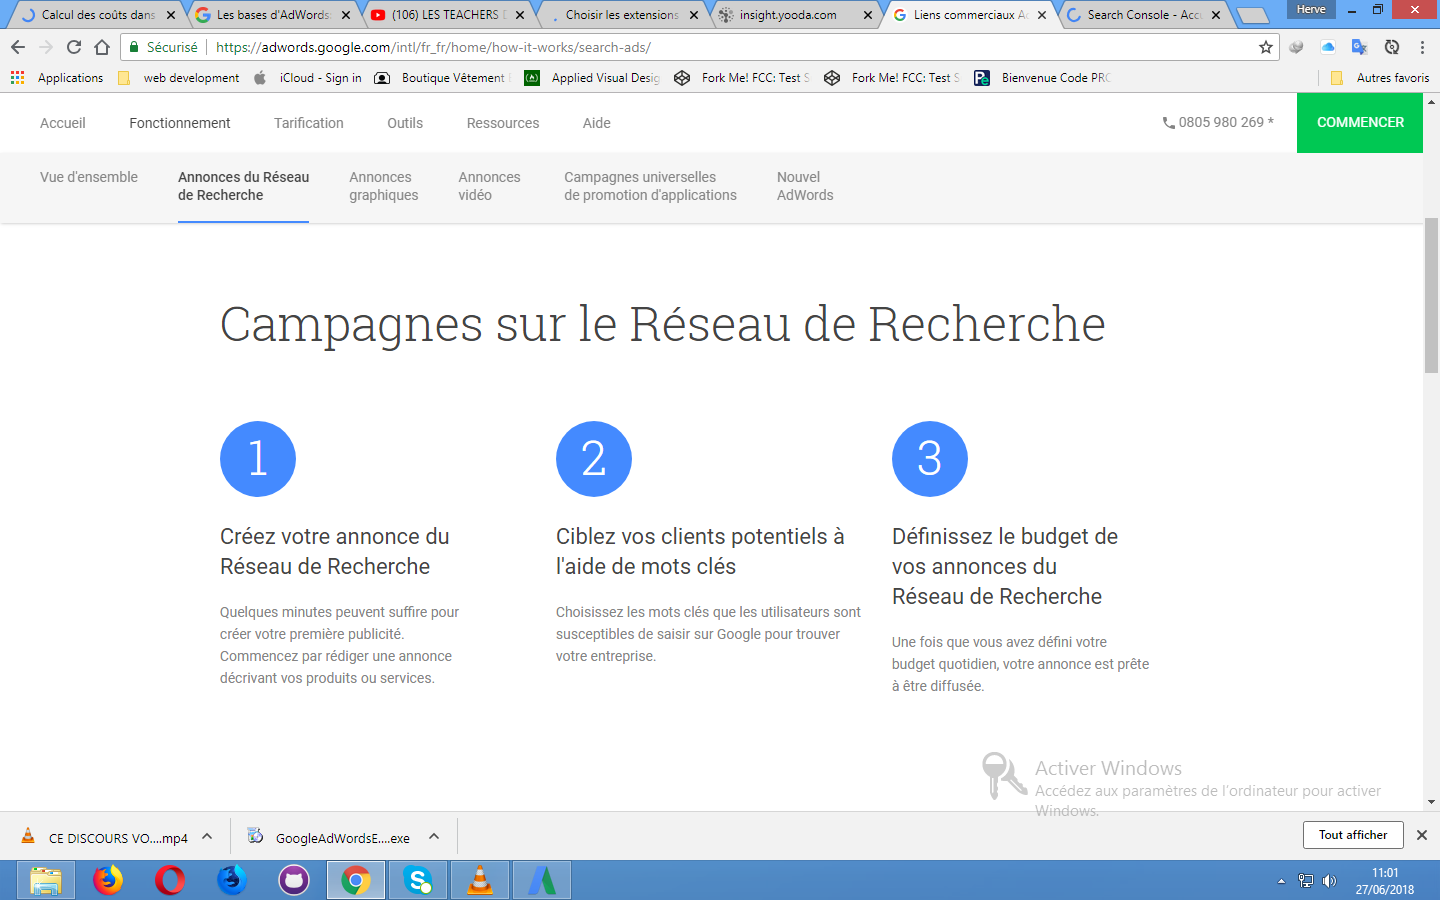 Calcul des coûts dans
Les bases d'AdWords
(106) LES TEACHERS
Choisir les extensions
insight.yooda.com
Liens commerciaux
Search Console - Accu
Herve
Sécurisé
https://adwords.google.com/intl/fr_fr/home/how-it-works/search-ads/
Applications
web development
iCloud - Sign in
Boutique Vêtement
Applied Visual Desig
Fork Me! FCC: Test S
Fork Me! FCC: Test S
Bienvenue Code PRO
Autres favoris
Accueil
Fonctionnement
Tarification
Outils
Ressources
Aide
0805 980 269 *
COMMENCER
Vue d'ensemble
Annonces du Réseau
de Recherche
Annonces
graphiques
Annonces
vidéo
Campagnes universelles
de promotion d'applications
Nouvel
AdWords
Campagnes sur le Réseau de Recherche
1
Créez votre annonce du
Réseau de Recherche
Quelques minutes peuvent suffire pour
créer votre première publicité.
Commencez par rédiger une annonce
décrivant vos produits ou services.
2
Ciblez vos clients potentiels à
l'aide de mots clés
Choisissez les mots clés que les utilisateurs sont
susceptibles de saisir sur Google pour trouver
votre entreprise.
3
Définissez le budget de
vos annonces du
Réseau de Recherche
Une fois que vous avez défini votre
budget quotidien, votre annonce est prête
à être diffusée.
Activer Windows
Accédez aux paramètres de l'ordinateur pour activer
Windows.
CE DISCOURS VO....mp4
GoogleAdWordsE....exe
Tout afficher
11:01
27/06/2018